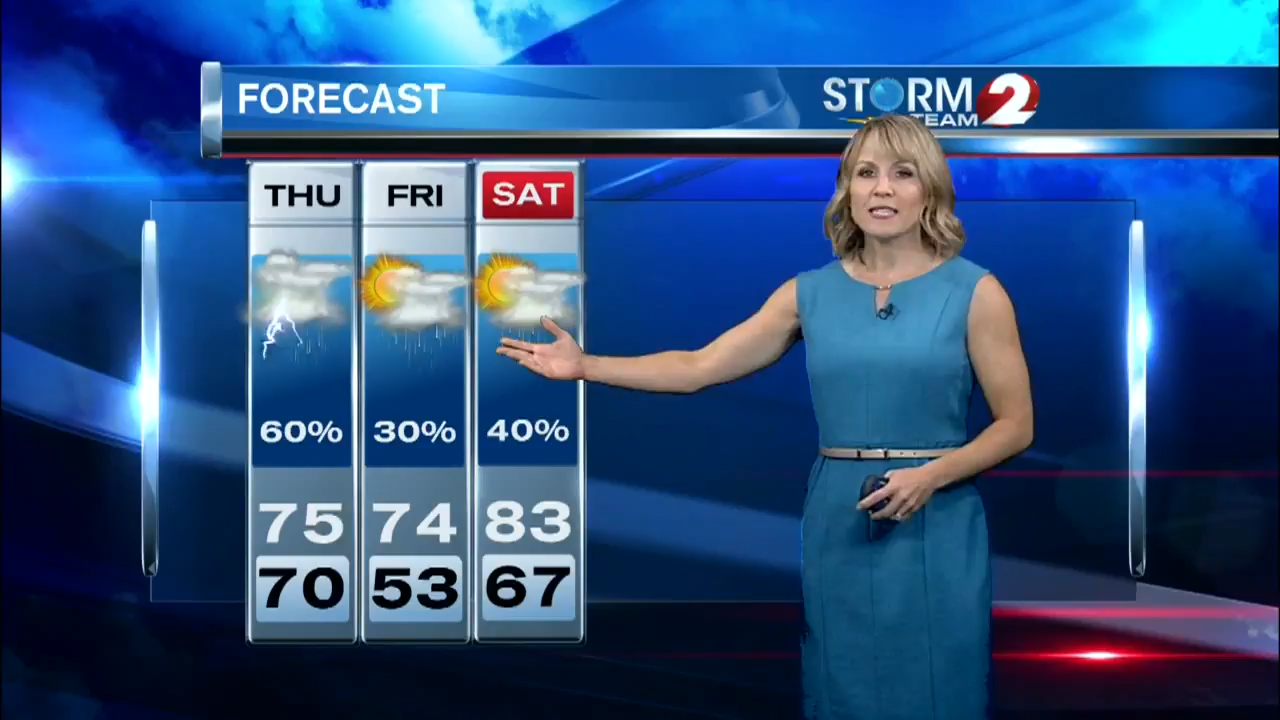 FORECAST
STORM
TEAM 2
THU FRI SAT
60% 30% 40%
75 74 83
70 53 67